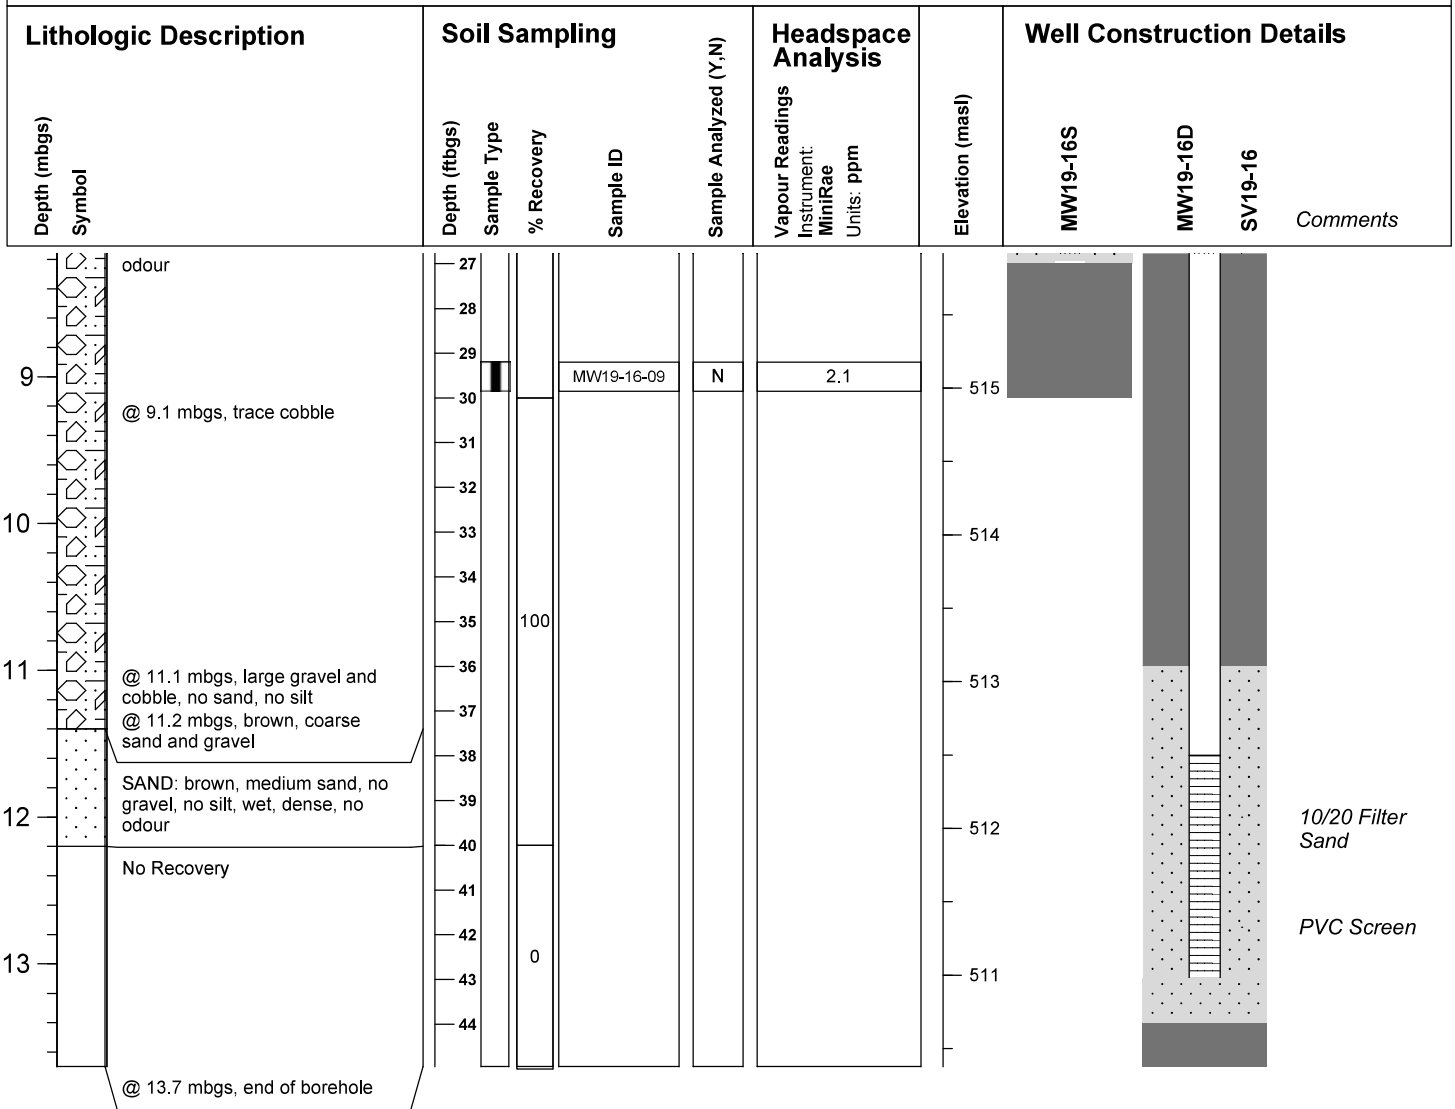 Lithologic Description
Soil Sampling
Headspace
Analysis
Well Construction Details
Depth (mbgs)
Symbol
Depth (ftbgs)
Sample Type
% Recovery
Sample ID
Sample Analyzed (Y,N)
Vapour Readings
Instrument:
MiniRae
Units: ppm
Elevation (masl)
MW19-16S
MW19-16D
SV19-16
Comments
9
10
11
12
13
odour
@ 9.1 mbgs, trace cobble
@ 11.1 mbgs, large gravel and
cobble, no sand, no silt
@ 11.2 mbgs, brown, coarse
sand and gravel
SAND: brown, medium sand, no
gravel, no silt, wet, dense, no
odour
No Recovery
@ 13.7 mbgs, end of borehole
27
28
29
30
31
32
33
34
35
36
37
38
39
40
41
42
43
44
100
0
MW19-16-09
N
2.1
515
514
513
512
511
10/20 Filter
Sand
PVC Screen